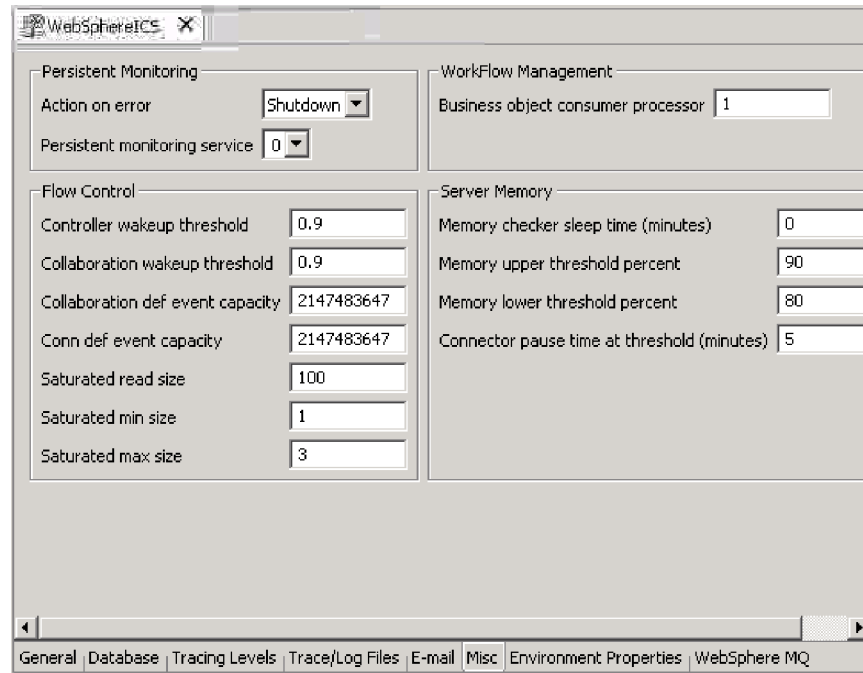 WebSphereICS
Persistent Monitoring
Action on error Shutdown
Persistent monitoring service 0
WorkFlow Management
Business object consumer processor 1
Flow Control
Controller wakeup threshold 0.9
Collaboration wakeup threshold 0.9
Collaboration def event capacity 2147483647
Conn def event capacity 2147483647
Saturated read size 100
Saturated min size 1
Saturated max size 3
Server Memory
Memory checker sleep time (minutes) 0
Memory upper threshold percent 90
Memory lower threshold percent 80
Connector pause time at threshold (minutes) 5
General Database Tracing Levels Trace/Log Files E-mail Misc Environment Properties WebSphere MQ